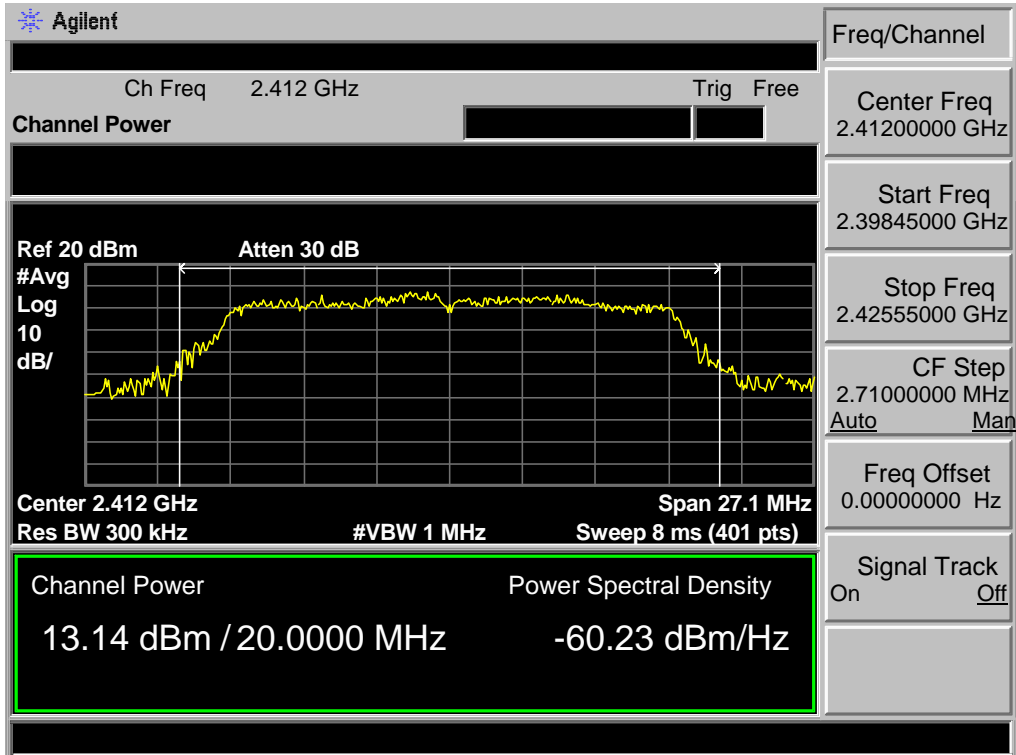 Agilent
Freq/Channel
Ch Freq 2.412 GHz Trig Free
Channel Power
Center Freq
2.41200000 GHz
Start Freq
2.39845000 GHz
Stop Freq
2.42555000 GHz
CF Step
2.71000000 MHz
Auto Man
Freq Offset
0.00000000 Hz
Signal Track
On Off
Ref 20 dBm Atten 30 dB
#Avg
Log
10
dB/
Center 2.412 GHz Span 27.1 MHz
Res BW 300 kHz #VBW 1 MHz Sweep 8 ms (401 pts)
Channel Power Power Spectral Density
13.14 dBm / 20.0000 MHz -60.23 dBm/Hz